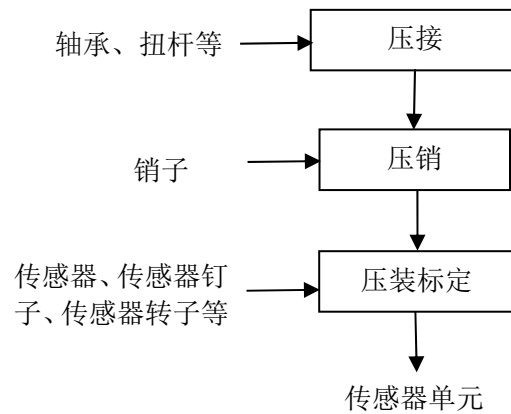 轴承、扭杆等
压接
销子
压销
传感器、传感器钉
子、传感器转子等
压装标定
传感器单元